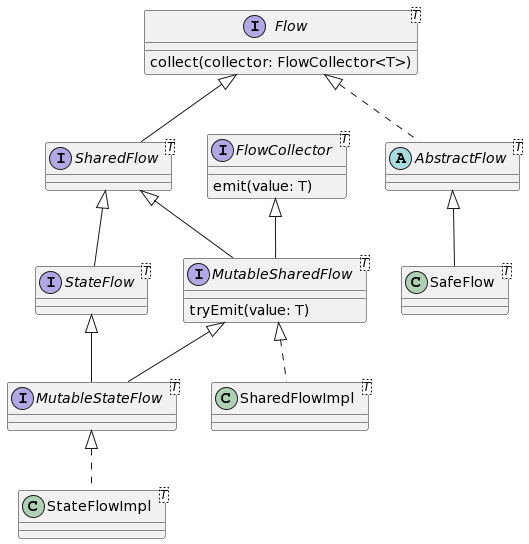 I Flow T
collect(collector: FlowCollector<T>)
I SharedFlow T
I FlowCollector T
emit(value: T)
A AbstractFlow T
I StateFlow T
I MutableSharedFlow T
tryEmit(value: T)
C SafeFlow T
I MutableStateFlow T
C SharedFlowImpl T
C StateFlowImpl T